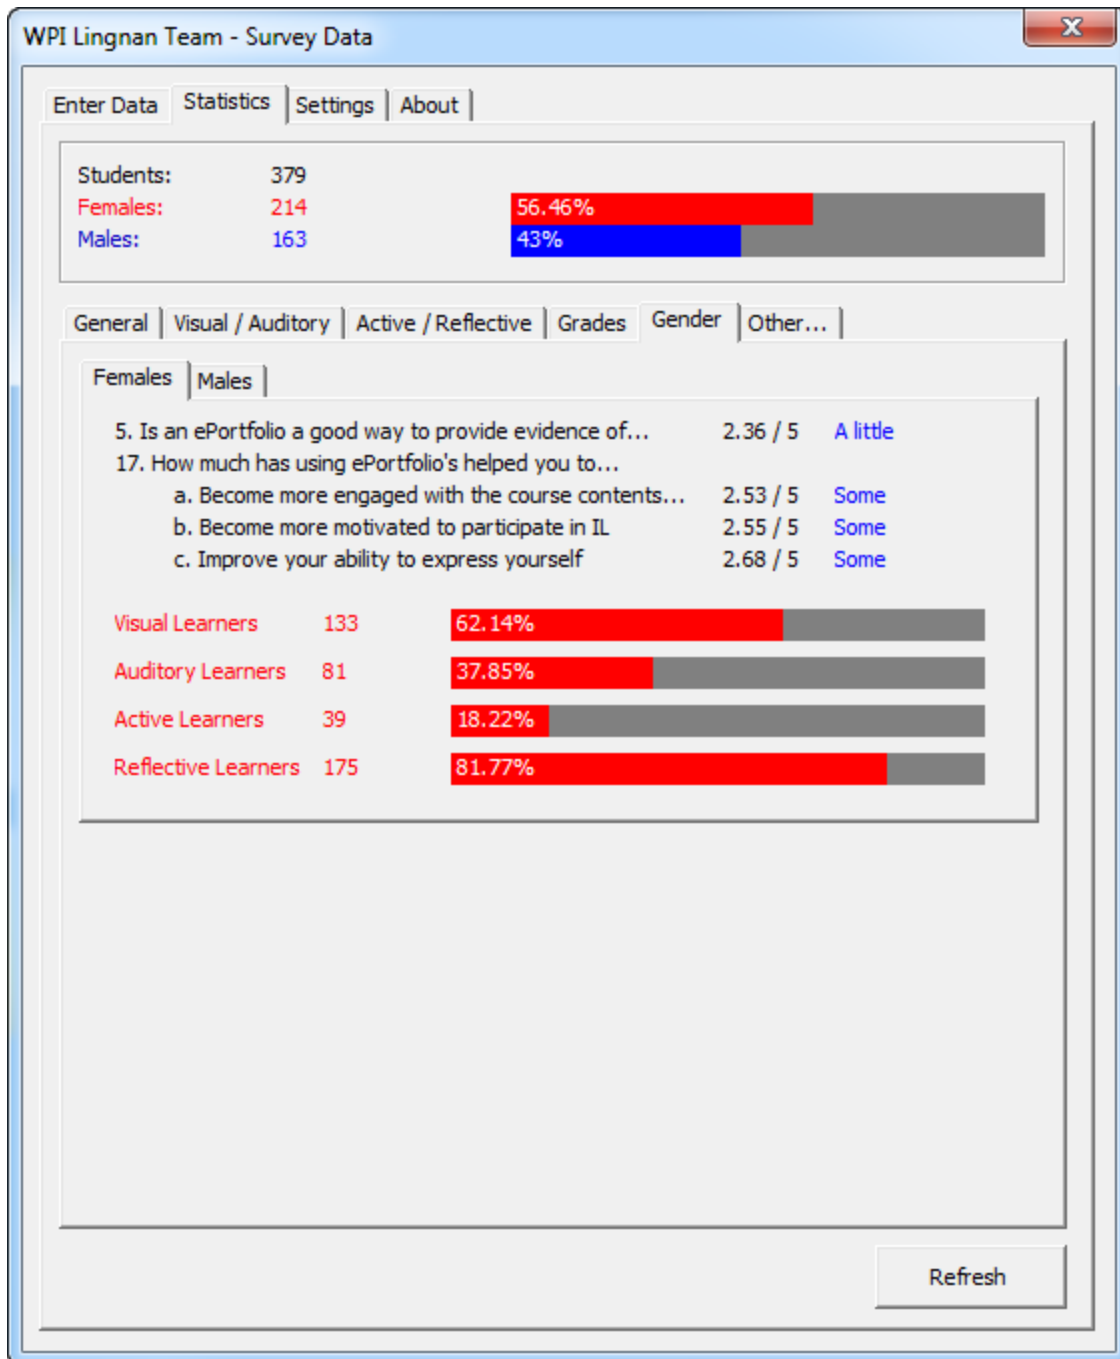 WPI Lingnan Team - Survey Data
X
Enter Data Statistics Settings About
Students: 379
Females: 214 56.46%
Males: 163 43%
General Visual / Auditory Active / Reflective Grades Gender Other...
Females Males
5. Is an ePortfolio a good way to provide evidence of... 2.36 / 5 A little
17. How much has using ePortfolio's helped you to...
a. Become more engaged with the course contents... 2.53 / 5 Some
b. Become more motivated to participate in IL 2.55 / 5 Some
c. Improve your ability to express yourself 2.68 / 5 Some
Visual Learners 133 62.14%
Auditory Learners 81 37.85%
Active Learners 39 18.22%
Reflective Learners 175 81.77%
Refresh